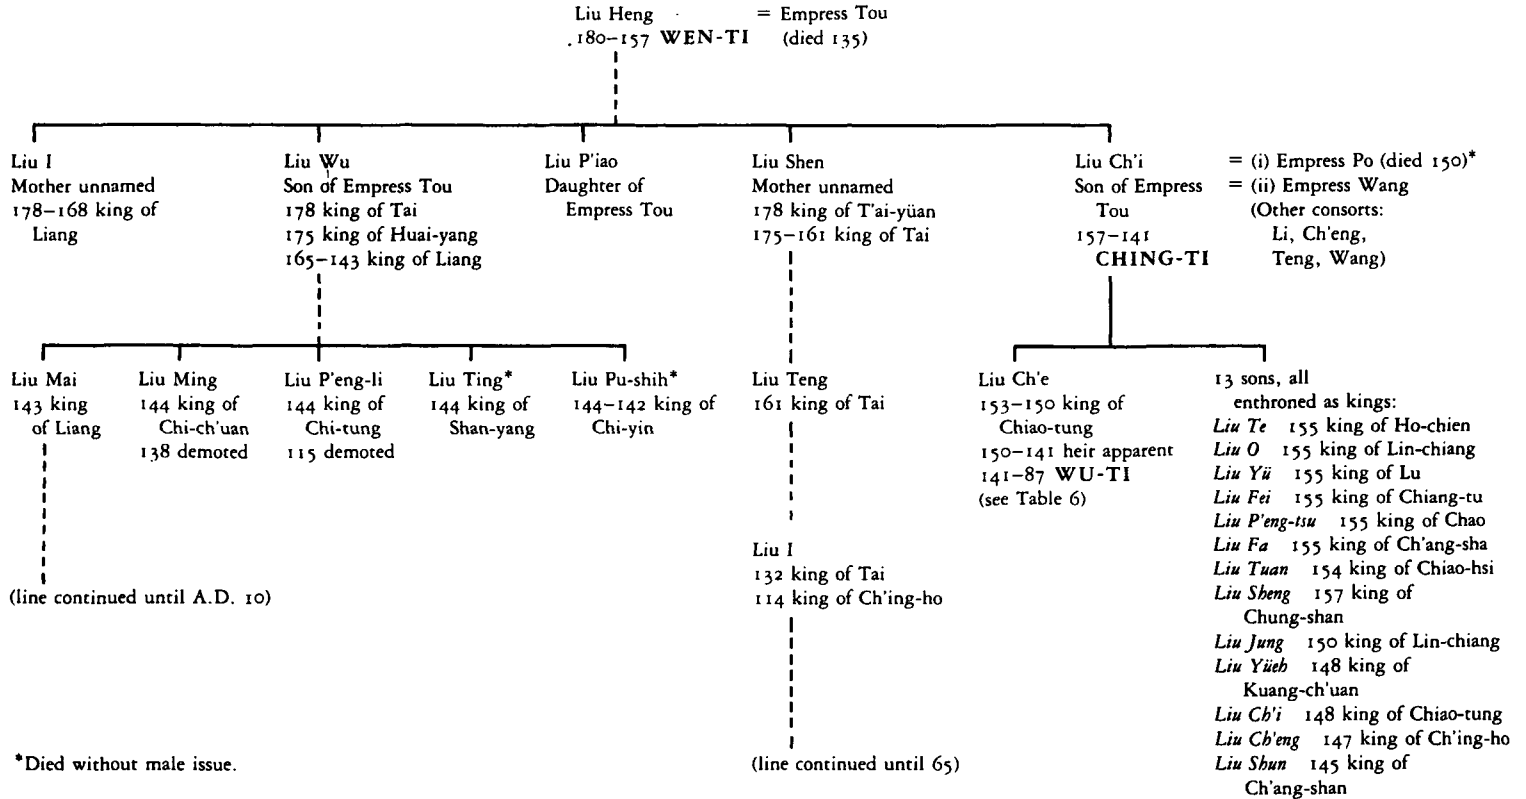 Liu Heng = Empress Tou
180–157 WEN-TI (died 135)
Liu I
Mother unnamed
178–168 king of
Liang
Liu Wu
Son of Empress Tou
178 king of Tai
175 king of Huai-yang
165–143 king of Liang
Liu P'iao
Daughter of
Empress Tou
Liu Shen
Mother unnamed
178 king of T'ai-yüan
175–161 king of Tai
Liu Ch'i
Son of Empress
Tou
157–141
CHING-TI
= (i) Empress Po (died 150)*
= (ii) Empress Wang
(Other consorts:
Li, Ch'eng,
Teng, Wang)
Liu Mai
143 king
of Liang
Liu Ming
144 king of
Chi-ch'uan
138 demoted
Liu P'eng-li
144 king of
Chi-tung
115 demoted
Liu Ting*
144 king of
Shan-yang
Liu Pu-shih*
144–142 king of
Chi-yin
Liu Teng
161 king of Tai
Liu Ch'e
153–150 king of
Chiao-tung
150–141 heir apparent
141–87 WU-TI
(see Table 6)
13 sons, all
enthroned as kings:
Liu Te 155 king of Ho-chien
Liu O 155 king of Lin-chiang
Liu Yü 155 king of Lu
Liu Fei 155 king of Chiang-tu
Liu P'eng-tsu 155 king of Chao
Liu Fa 155 king of Ch'ang-sha
Liu Tuan 154 king of Chiao-hsi
Liu Sheng 157 king of
Chung-shan
Liu Jung 150 king of Lin-chiang
Liu Yüeh 148 king of
Kuang-ch'uan
Liu Ch'i 148 king of Chiao-tung
Liu Ch'eng 147 king of Ch'ing-ho
Liu Shun 145 king of
Ch'ang-shan
Liu I
132 king of Tai
114 king of Ch'ing-ho
(line continued until A.D. 10)
(line continued until 65)
*Died without male issue.